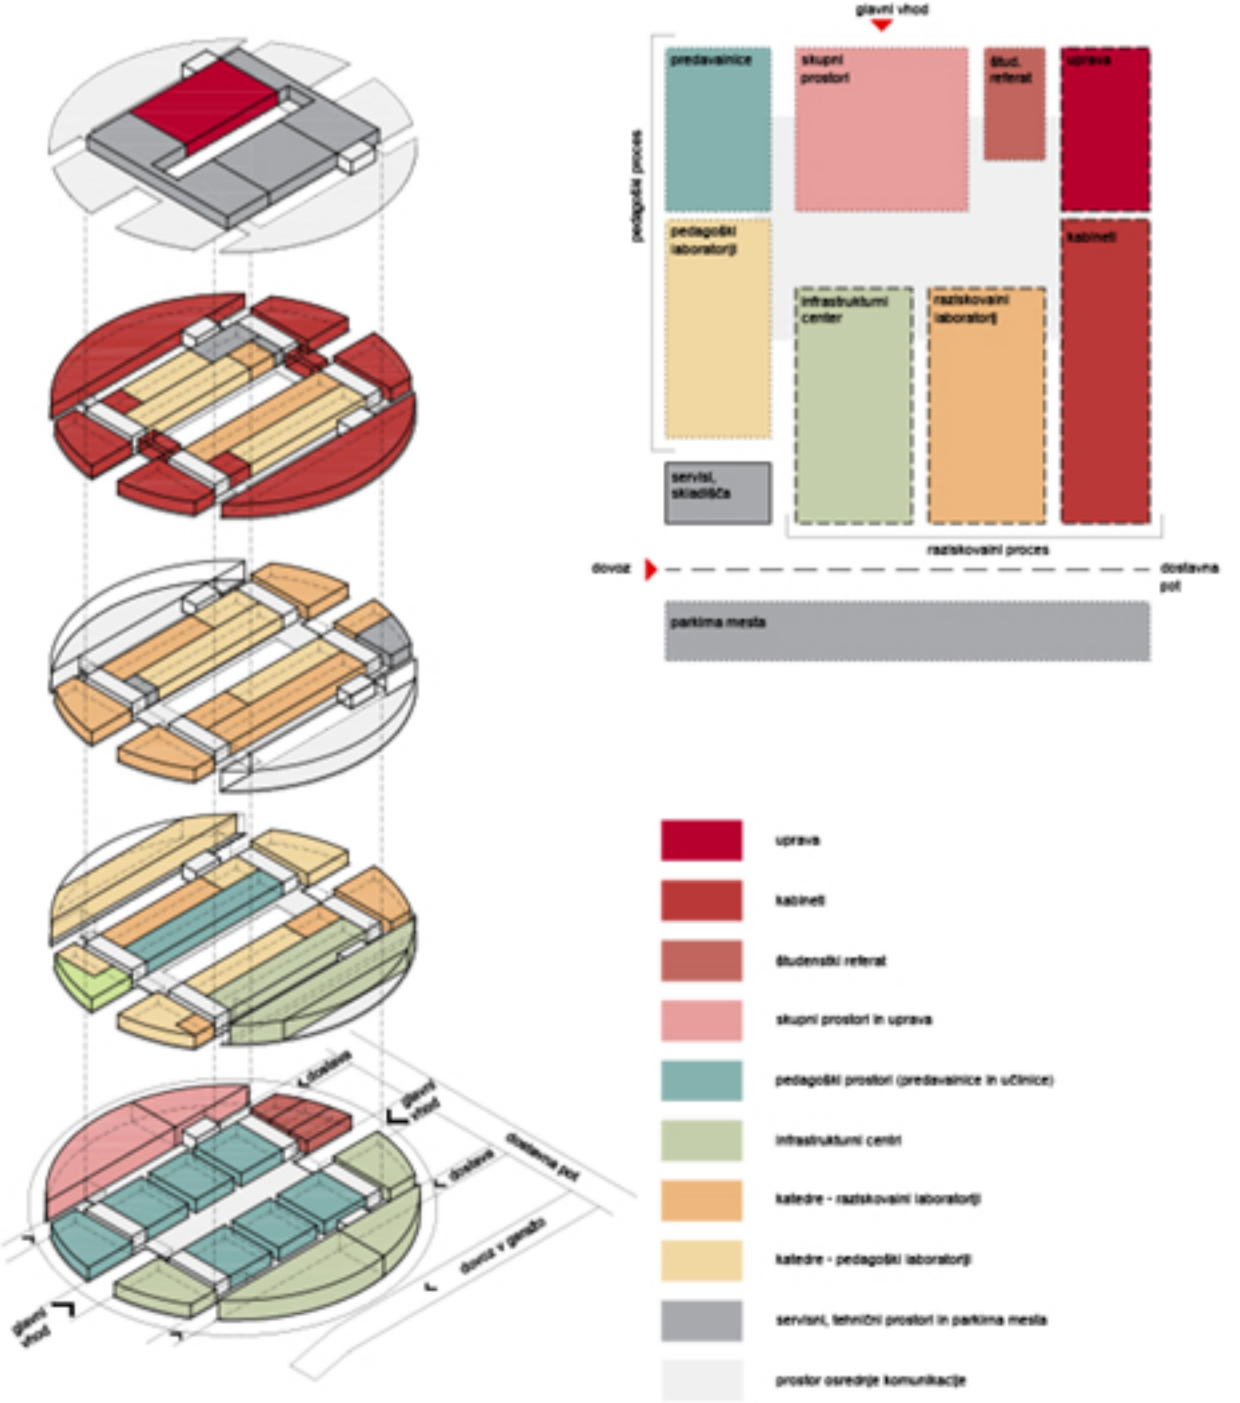 glavni vhod
predavalnice
skupni
prostori
štud.
referat
uprava
pedagoški proces
pedagoški
laboratoriji
kabineti
infrastrukturni
center
raziskovalni
laboratorij
servisi,
skladišča
raziskovalni proces
dovoz
dostavna
pot
parkirna mesta
uprava
kabineti
študentski referat
skupni prostori in uprava
pedagoški prostori (predavalnice in učilnice)
infrastrukturni centri
katedre - raziskovalni laboratoriji
katedre - pedagoški laboratoriji
servisni, tehnični prostori in parkirna mesta
prostor osrednje komunikacije
dostava
glavni
vhod
dostavna pot
dostava
dovoz v garažo
glavni
vhod